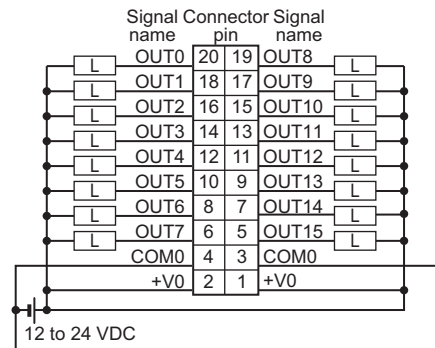 Signal Connector Signal
name pin name
L OUT0 20 19 OUT8 L
L OUT1 18 17 OUT9 L
L OUT2 16 15 OUT10 L
L OUT3 14 13 OUT11 L
L OUT4 12 11 OUT12 L
L OUT5 10 9 OUT13 L
L OUT6 8 7 OUT14 L
L OUT7 6 5 OUT15 L
COM0 4 3 COM0
+V0 2 1 +V0
12 to 24 VDC